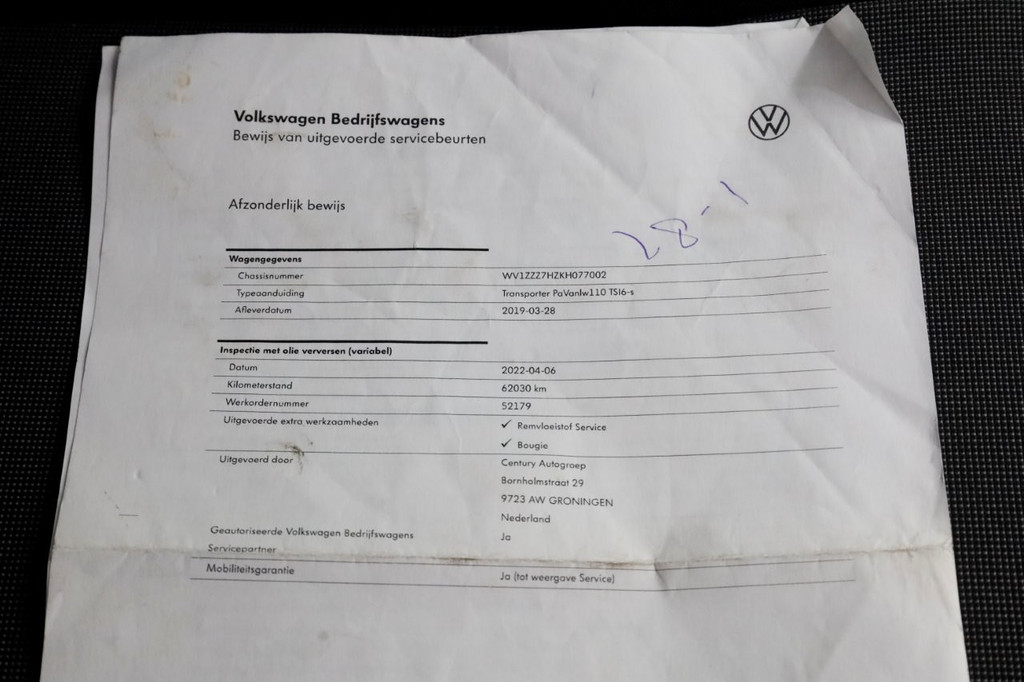 Volkswagen Bedrijfswagens
Bewijs van uitgevoerde servicebeurten
Afzonderlijk bewijs
28-1
Wagengegevens
Chassisnummer WV1ZZZ7HZKH077002
Typeaanduiding Transporter PaVanlw110 TSI6-s
Afleverdatum 2019-03-28
Inspectie met olie verversen (variabel)
Datum 2022-04-06
Kilometerstand 62030 km
Werkordernummer 52179
Uitgevoerde extra werkzaamheden ✓ Remvloeistof Service
✓ Bougie
Uitgevoerd door Century Autogroep
Bornholmstraat 29
9723 AW GRONINGEN
Nederland
Geautoriseerde Volkswagen Bedrijfswagens Ja
Servicepartner
Mobiliteitsgarantie Ja (tot weergave Service)